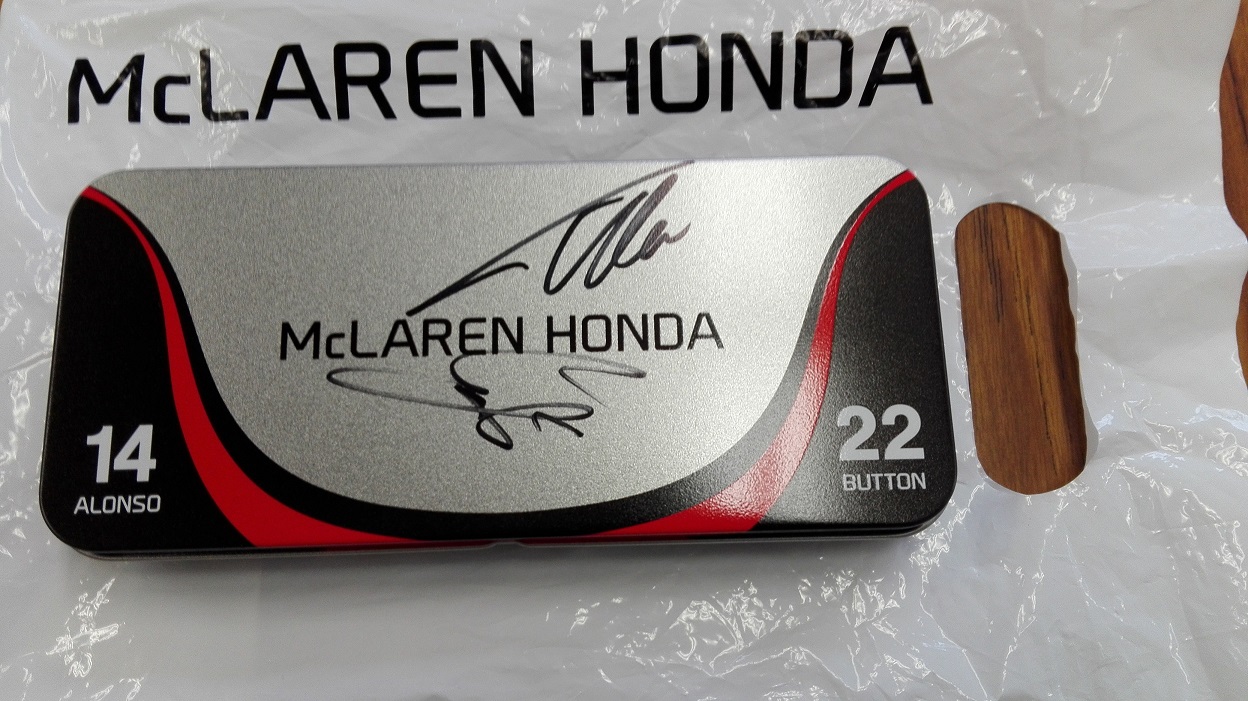 McLAREN HONDA
McLAREN HONDA
14
ALONSO
22
BUTTON